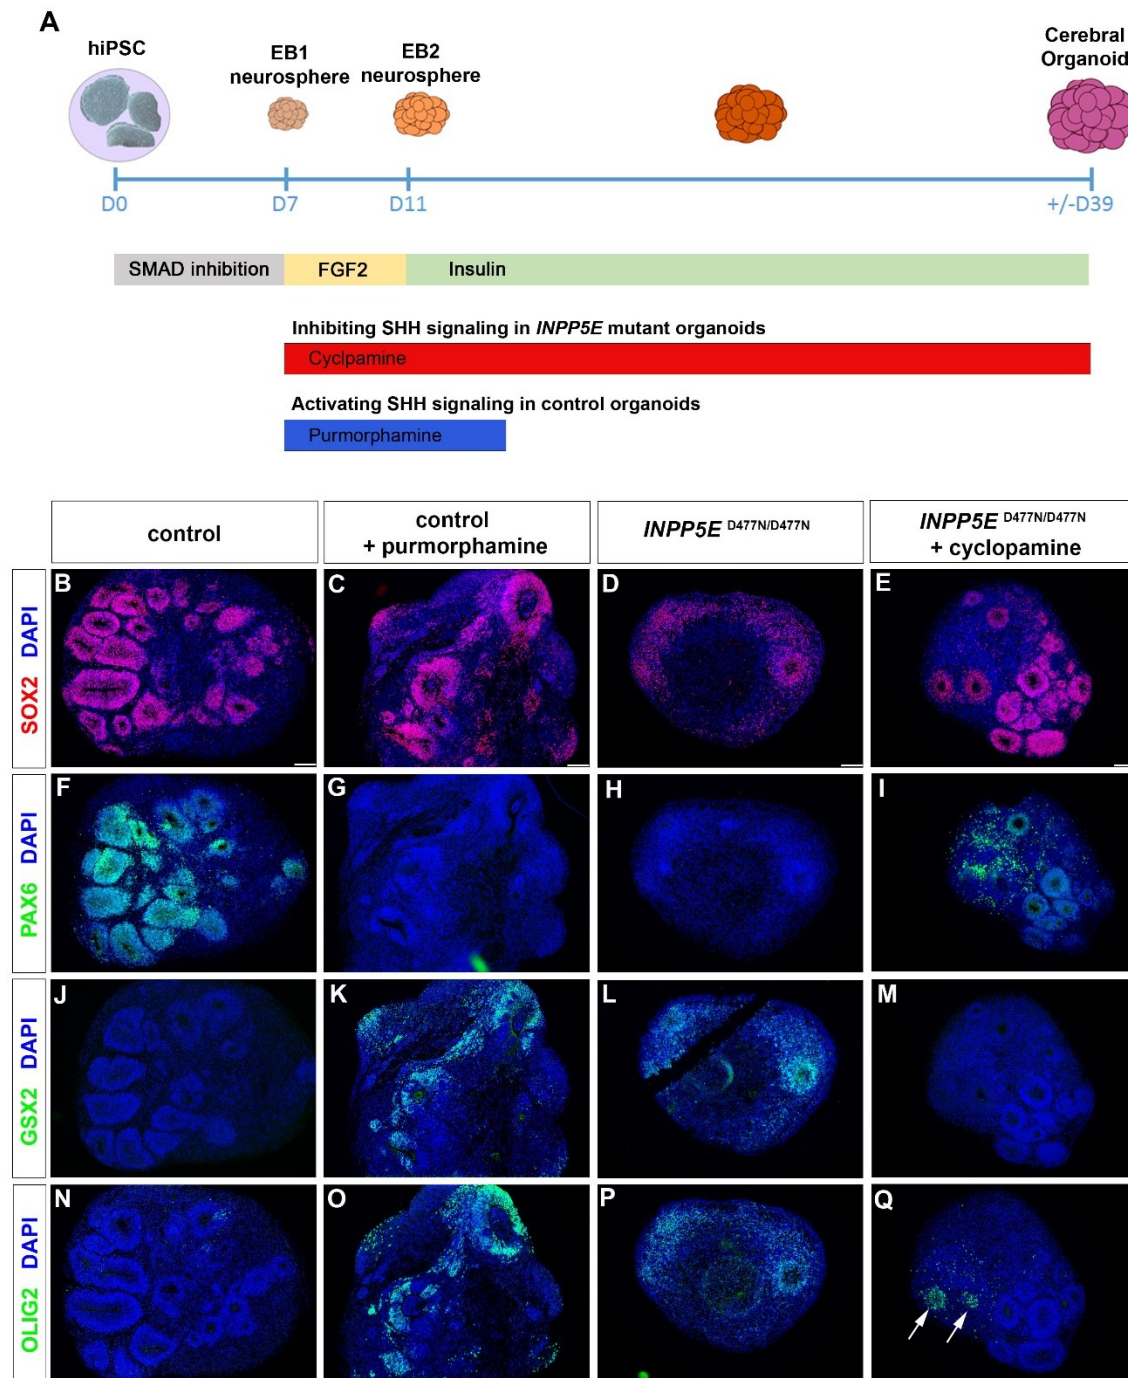 A
hiPSC
EB1
neurosphere
EB2
neurosphere
Cerebral
Organoid
D0
D7
D11
+/-D39
SMAD inhibition
FGF2
Insulin
Inhibiting SHH signaling in INPP5E mutant organoids
Cyclpamine
Activating SHH signaling in control organoids
Purmorphamine
control
control
+ purmorphamine
INPP5E D477N/D477N
INPP5E D477N/D477N
+ cyclopamine
SOX2 DAPI
B
C
D
E
PAX6 DAPI
F
G
H
I
GSX2 DAPI
J
K
L
M
OLIG2 DAPI
N
O
P
Q